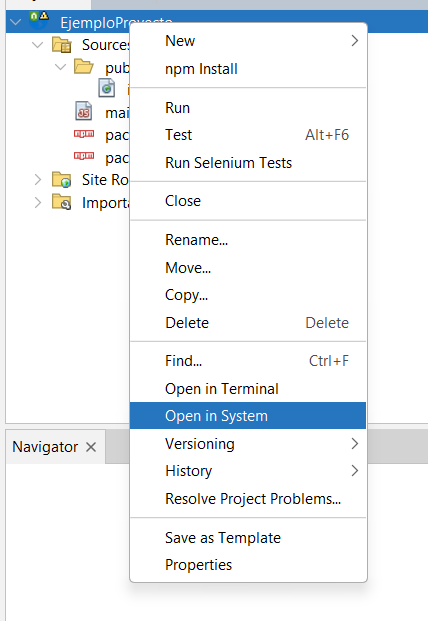 EjemploProyecto
New
Sources
npm Install
pub
Run
mai
Test Alt+F6
pac
pac
Run Selenium Tests
Site Ro
Close
Importa
Rename...
Move...
Copy...
Delete Delete
Find... Ctrl+F
Open in Terminal
Open in System
Navigator
Versioning
History
Resolve Project Problems...
Save as Template
Properties